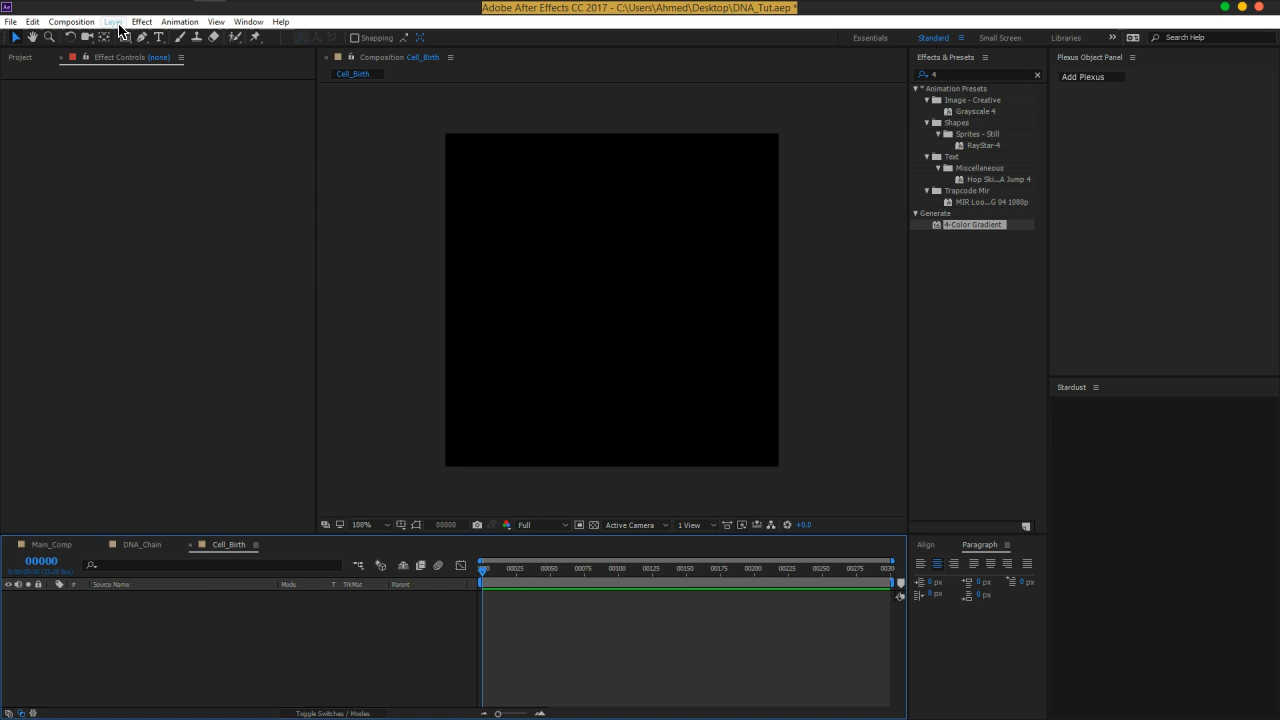 Ae Adobe After Effects CC 2017 - C:\Users\Ahmed\Desktop\DNA_Tut.aep *
File Edit Composition Layer Effect Animation View Window Help
Snapping Essentials Standard Small Screen Libraries Search Help
Project Effect Controls (none) Composition Cell_Birth Effects & Presets Plexus Object Panel
Cell_Birth 4 Add Plexus
* Animation Presets
Image - Creative
Grayscale 4
Shapes
Sprites - Still
RayStar-4
Text
Miscellaneous
Hop Ski...A Jump 4
Trapcode Mir
MIR Loo...G 04 1080p
Generate
4-Color Gradient
Stardust
100% 00000 Full Active Camera 1 View +0.0
Main_Comp DNA_Chain Cell_Birth Align Paragraph
00000
00025 00050 00075 00100 00125 00150 00175 00200 00225 00250 00275 0030
# Source Name Mode T TrkMat Parent
0 px 0 px 0 px
0 px 0 px
Toggle Switches / Modes